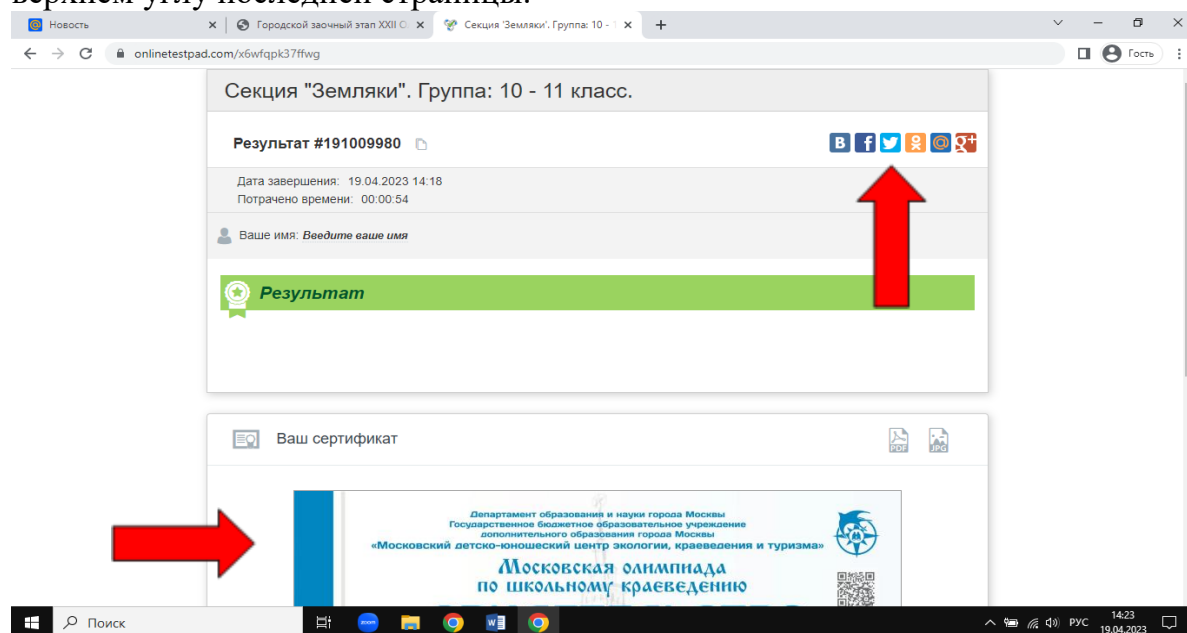 верхнем углу последней страницы.
Новость
Городской заочный этап XXII О
Секция 'Земляки'. Группа: 10 - 1
onlinetestpad.com/x6wfqpk37ffwg
Гость
Секция "Земляки". Группа: 10 - 11 класс.
Результат #191009980
Дата завершения: 19.04.2023 14:18
Потрачено времени: 00:00:54
Ваше имя: Введите ваше имя
Результат
Ваш сертификат
PDF
JPG
Департамент образования и науки города Москвы
Государственное бюджетное образовательное учреждение
дополнительного образования города Москвы
«Московский детско-юношеский центр экологии, краеведения и туризма»
Московская олимпиада
по школьному краеведению
Поиск
zoom
РУС
14:23
19.04.2023